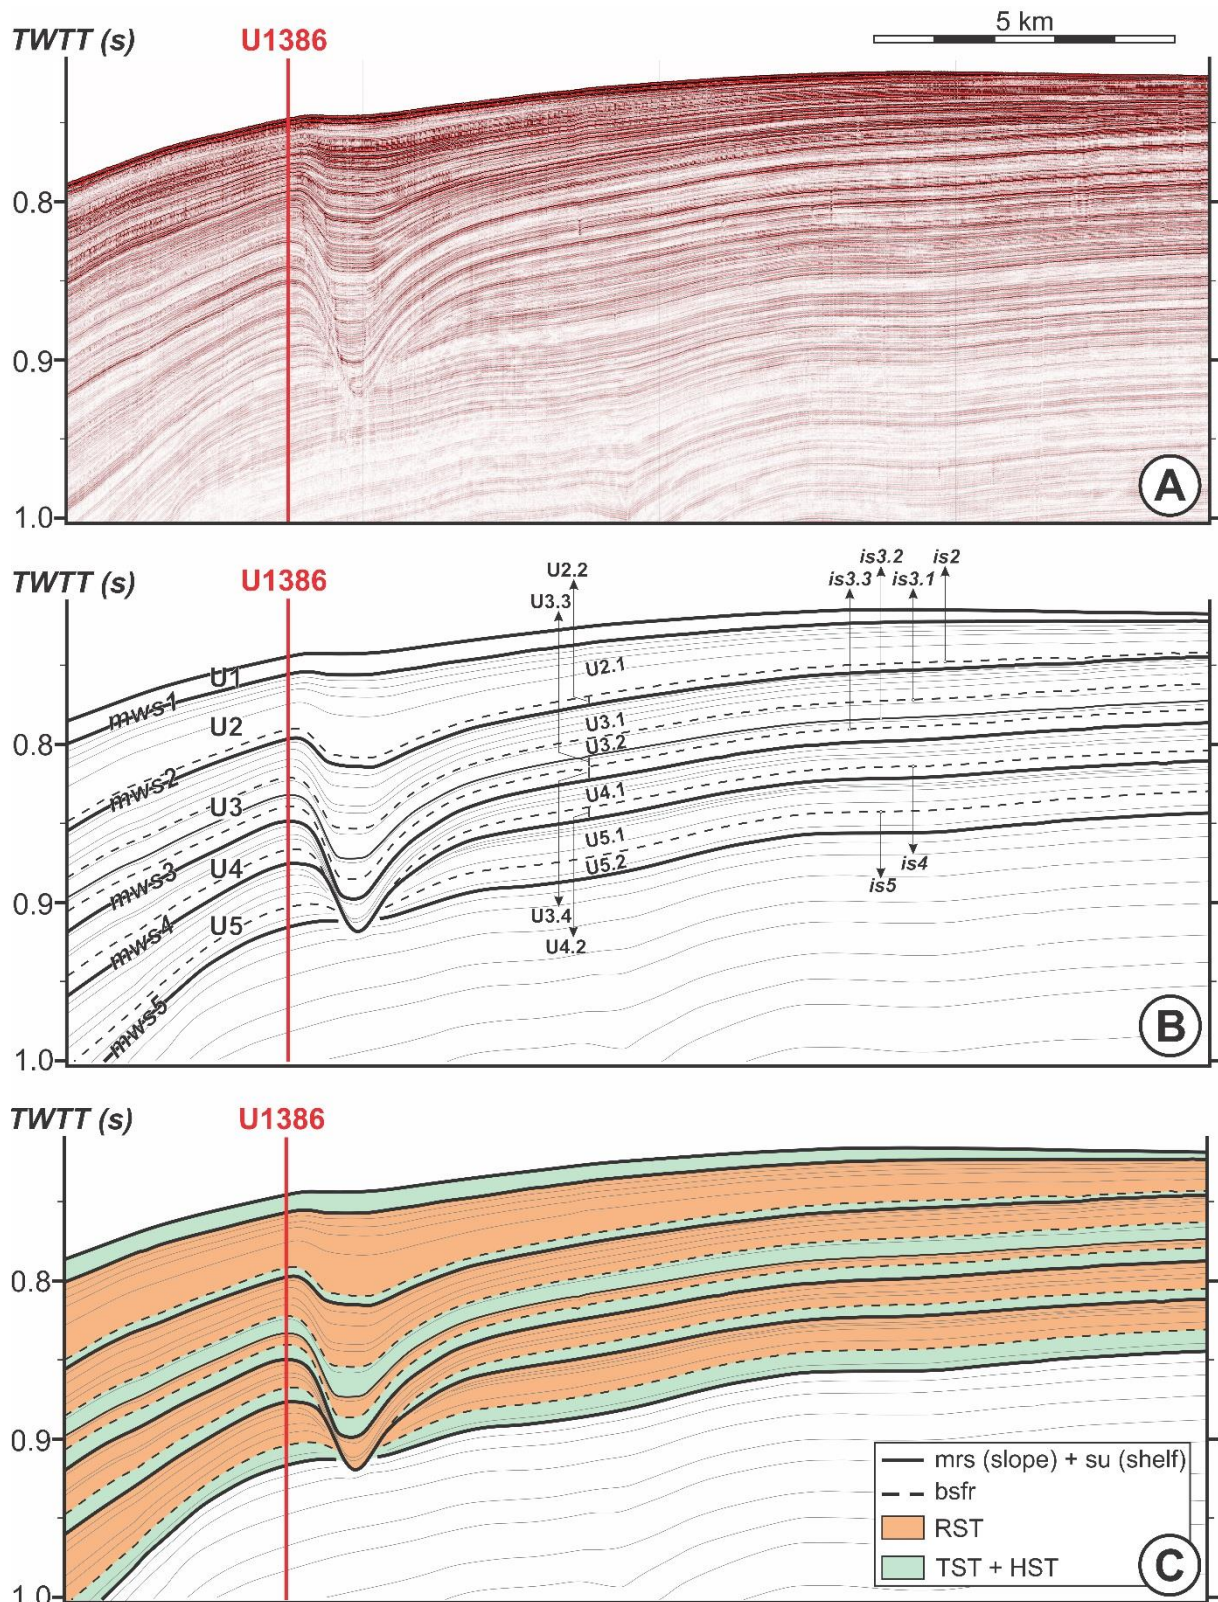 5 km
TWTT (s)
U1386
0.8
0.9
1.0
A
TWTT (s)
U1386
U2.2
U3.3
is3.2
is2
is3.3
is3.1
U2.1
U1
mws1
U2
U3.1
U3.2
0.8
mws2
U4.1
U3
U5.1
mws3
U4
U5.2
is4
is5
0.9
U3.4
mws4
U5
U4.2
mws5
B
1.0
TWTT (s)
U1386
0.8
0.9
mrs (slope) + su (shelf)
bsfr
RST
TST + HST
C
1.0